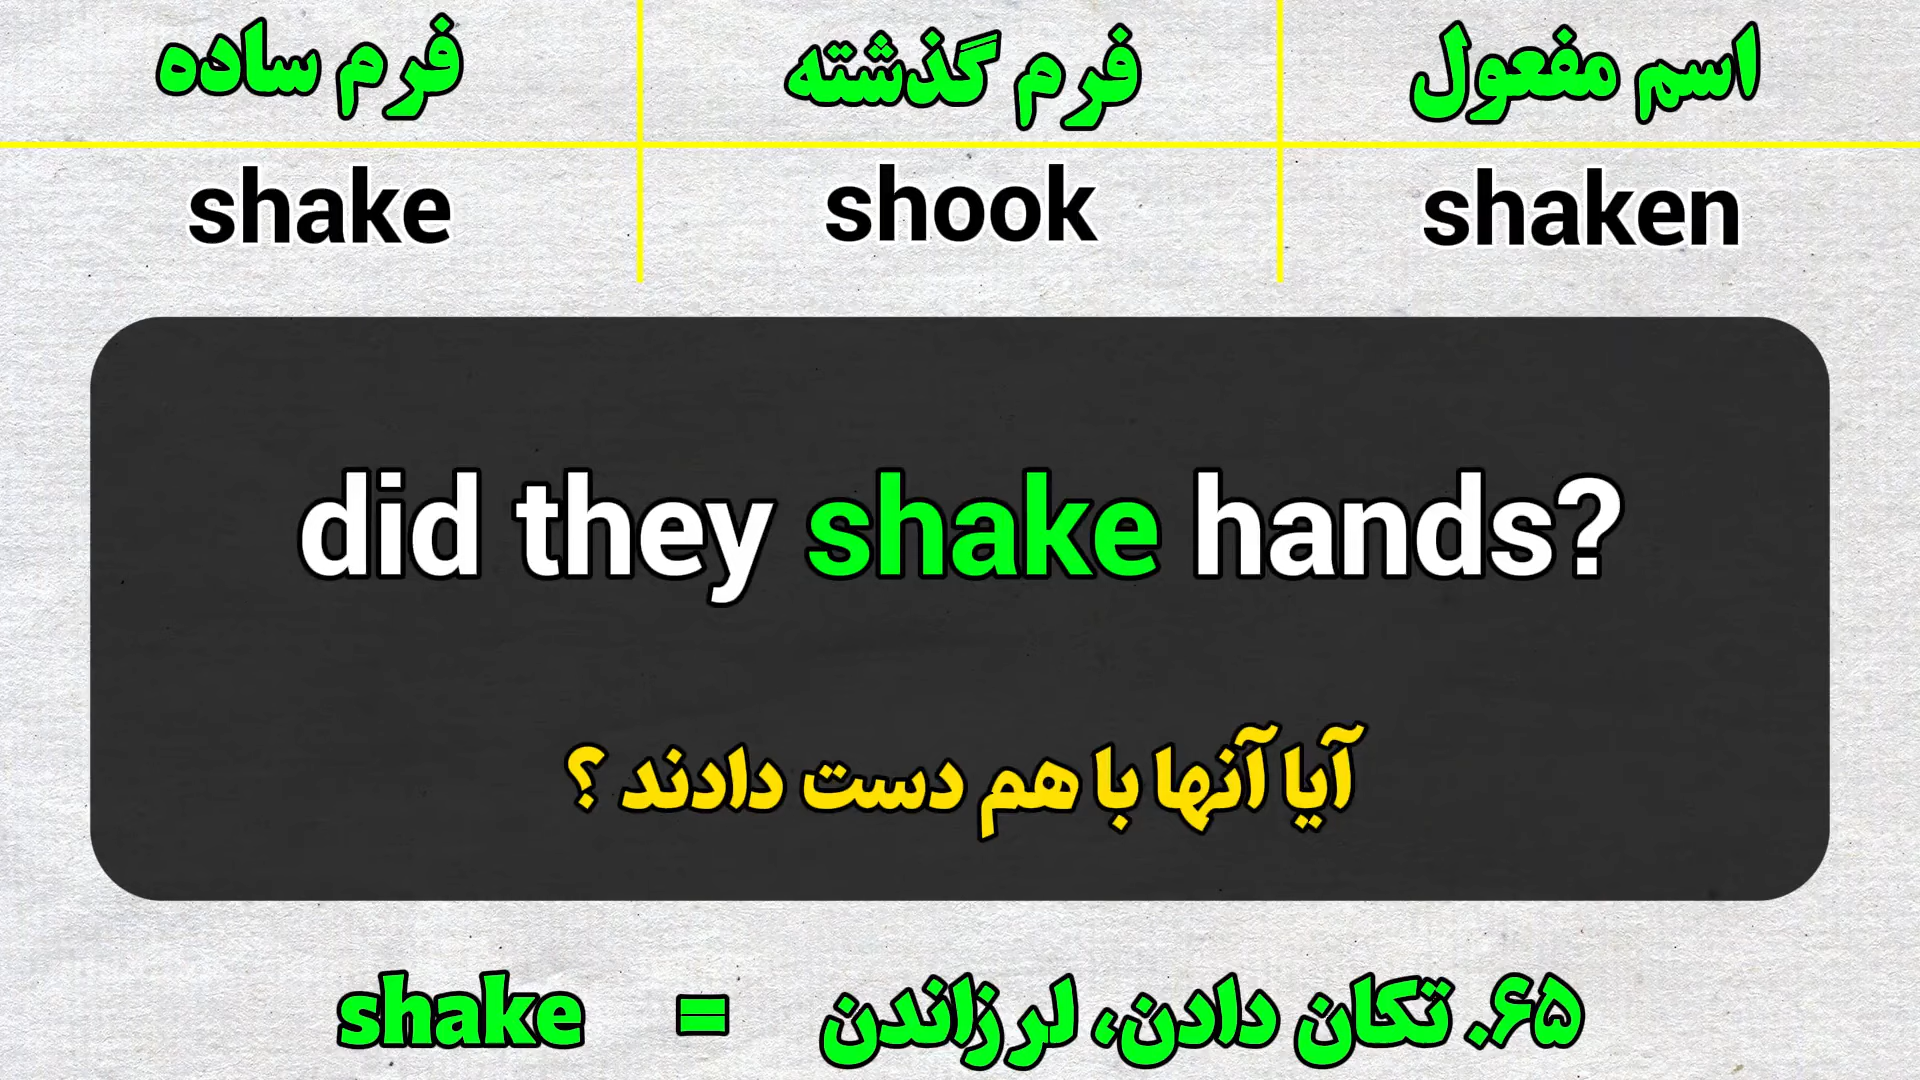 فرم ساده فرم گذشته اسم مفعول
shake shook shaken
did they shake hands?
آیا آنها با هم دست دادند ؟
shake = ۶۵. تکان دادن، لرزاندن